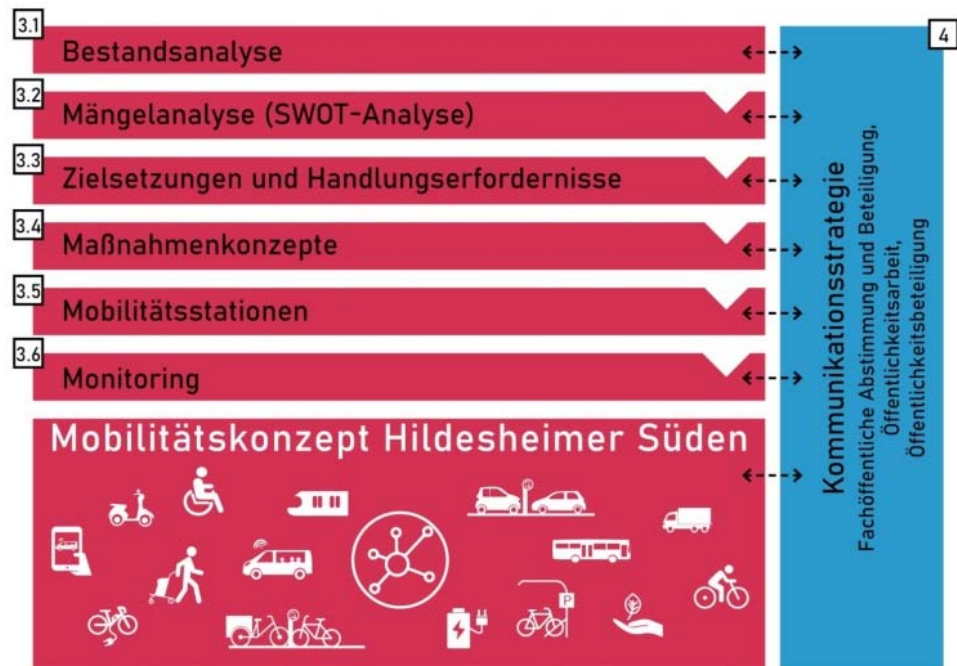 3.1
Bestandsanalyse
3.2
Mängelanalyse (SWOT-Analyse)
3.3
Zielsetzungen und Handlungserfordernisse
3.4
Maßnahmenkonzepte
3.5
Mobilitätsstationen
3.6
Monitoring
Mobilitätskonzept Hildesheimer Süden
P
4
Kommunikationsstrategie
Fachöffentliche Abstimmung und Beteiligung,
Öffentlichkeitsarbeit,
Öffentlichkeitsbeteiligung